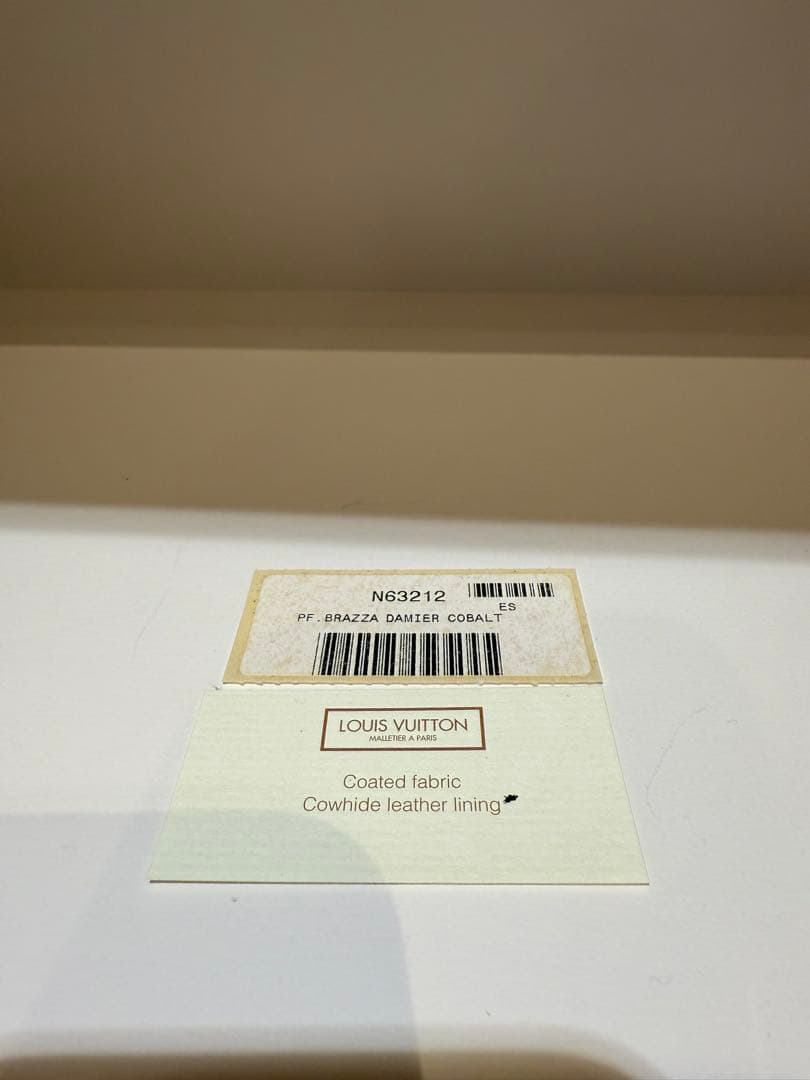 N63212
ES
PF.BRAZZA DAMIER COBALT
LOUIS VUITTON
MALLETIER A PARIS
Coated fabric
Cowhide leather lining